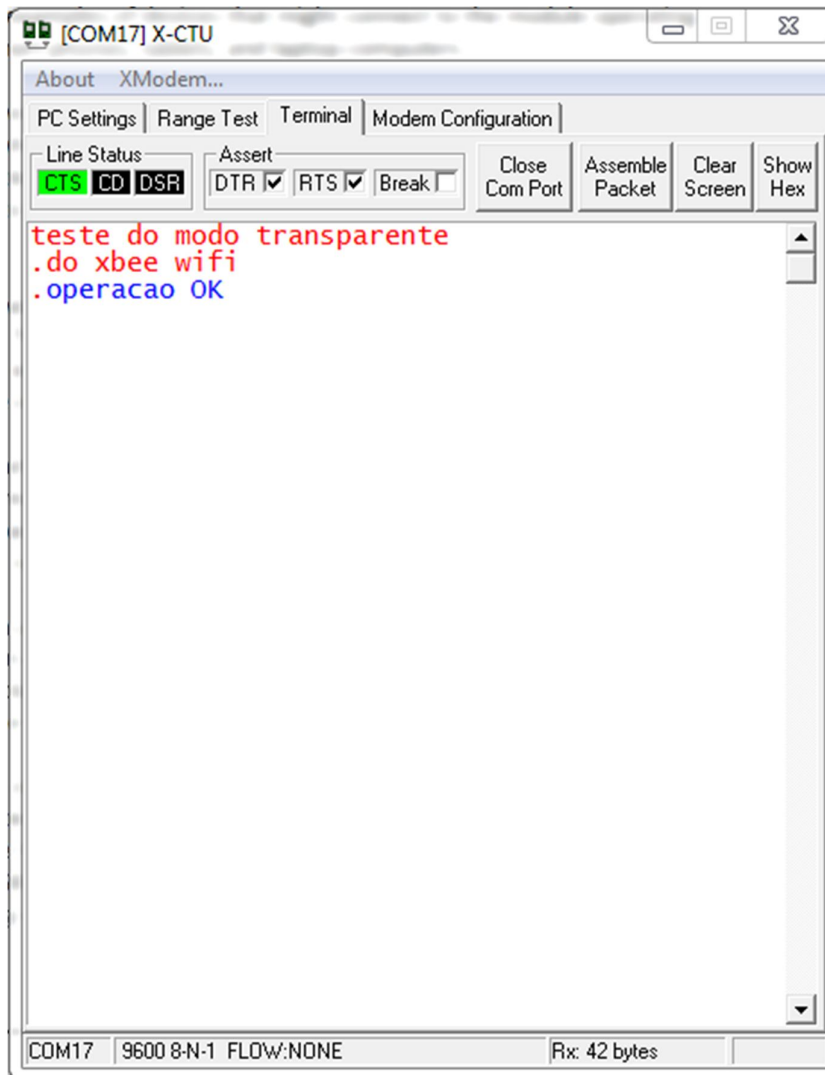 [COM17] X-CTU
About XModem...
PC Settings Range Test Terminal Modem Configuration
Line Status Assert
CTS CD DSR DTR RTS Break
Close Com Port
Assemble Packet
Clear Screen
Show Hex
teste do modo transparente
.do xbee wifi
.operacao OK
COM17 9600 8-N-1 FLOW:NONE Rx: 42 bytes